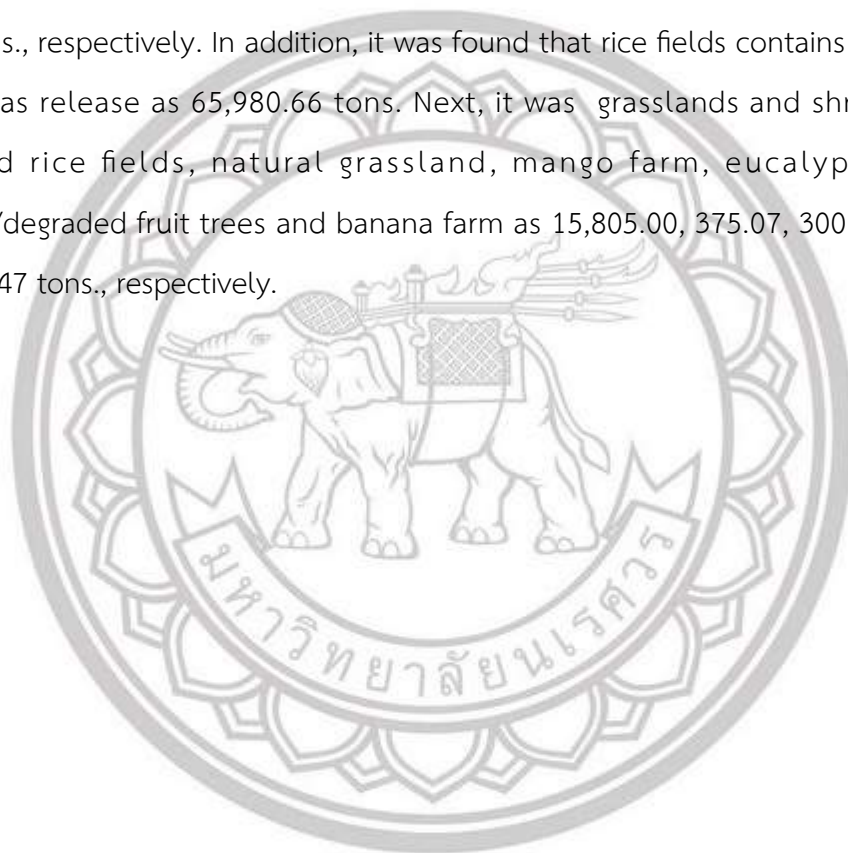 s., respectively. In addition, it was found that rice fields contains
as release as 65,980.66 tons. Next, it was grasslands and shr
d rice fields, natural grassland, mango farm, eucalyp
/degraded fruit trees and banana farm as 15,805.00, 375.07, 300
47 tons., respectively.
มหาวิทยาลัยนเรศวร